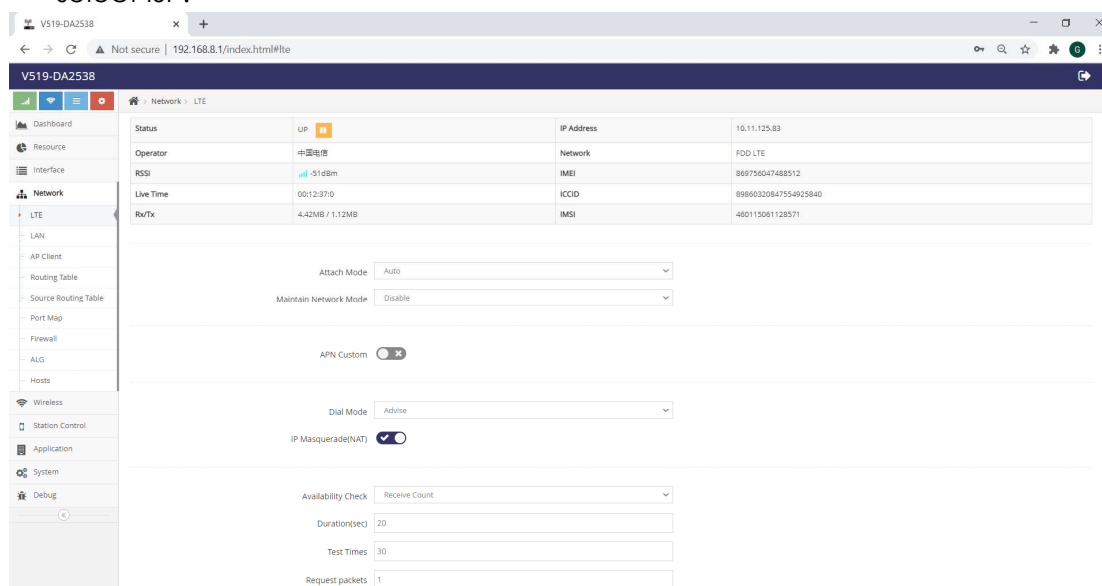 V519-DA2538
Not secure | 192.168.8.1/index.html#lte
G
V519-DA2538
Network > LTE
Dashboard
Resource
Interface
Network
LTE
LAN
AP Client
Routing Table
Source Routing Table
Port Map
Firewall
ALG
Hosts
Wireless
Station Control
Application
System
Debug
Status UP IP Address 10.11.125.83
Operator 中国电信 Network FDD LTE
RSSI -51dBm IMEI 869756047488512
Live Time 00:12:37:0 ICCID 89860320847554925840
Rx/Tx 4.42MB / 1.12MB IMSI 460115061128571
Attach Mode Auto
Maintain Network Mode Disable
APN Custom
Dial Mode Advise
IP Masquerade(NAT)
Availability Check Receive Count
Duration(sec) 20
Test Times 30
Request packets 1